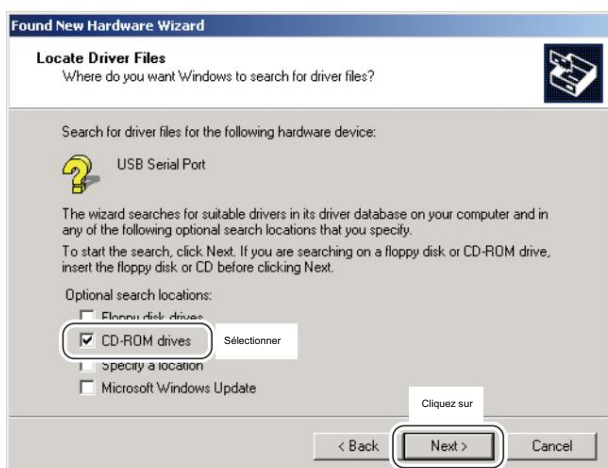 Found New Hardware Wizard
Locate Driver Files
Where do you want Windows to search for driver files?
Search for driver files for the following hardware device:
USB Serial Port
The wizard searches for suitable drivers in its driver database on your computer and in
any of the following optional search locations that you specify.
To start the search, click Next. If you are searching on a floppy disk or CD-ROM drive,
insert the floppy disk or CD before clicking Next.
Optional search locations:
Floppy disk drives
CD-ROM drives
Sélectionner
Specify a location
Microsoft Windows Update
Cliquez sur
< Back
Next >
Cancel